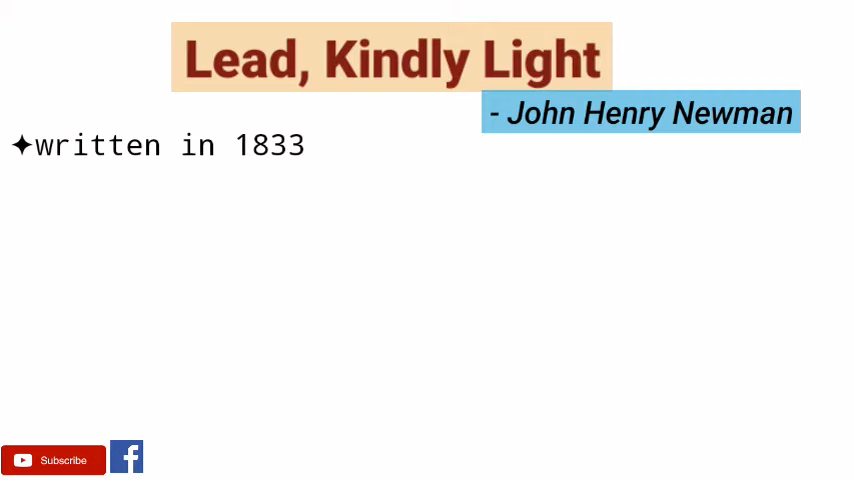 Lead, Kindly Light
- John Henry Newman
✦written in 1833
Subscribe
f